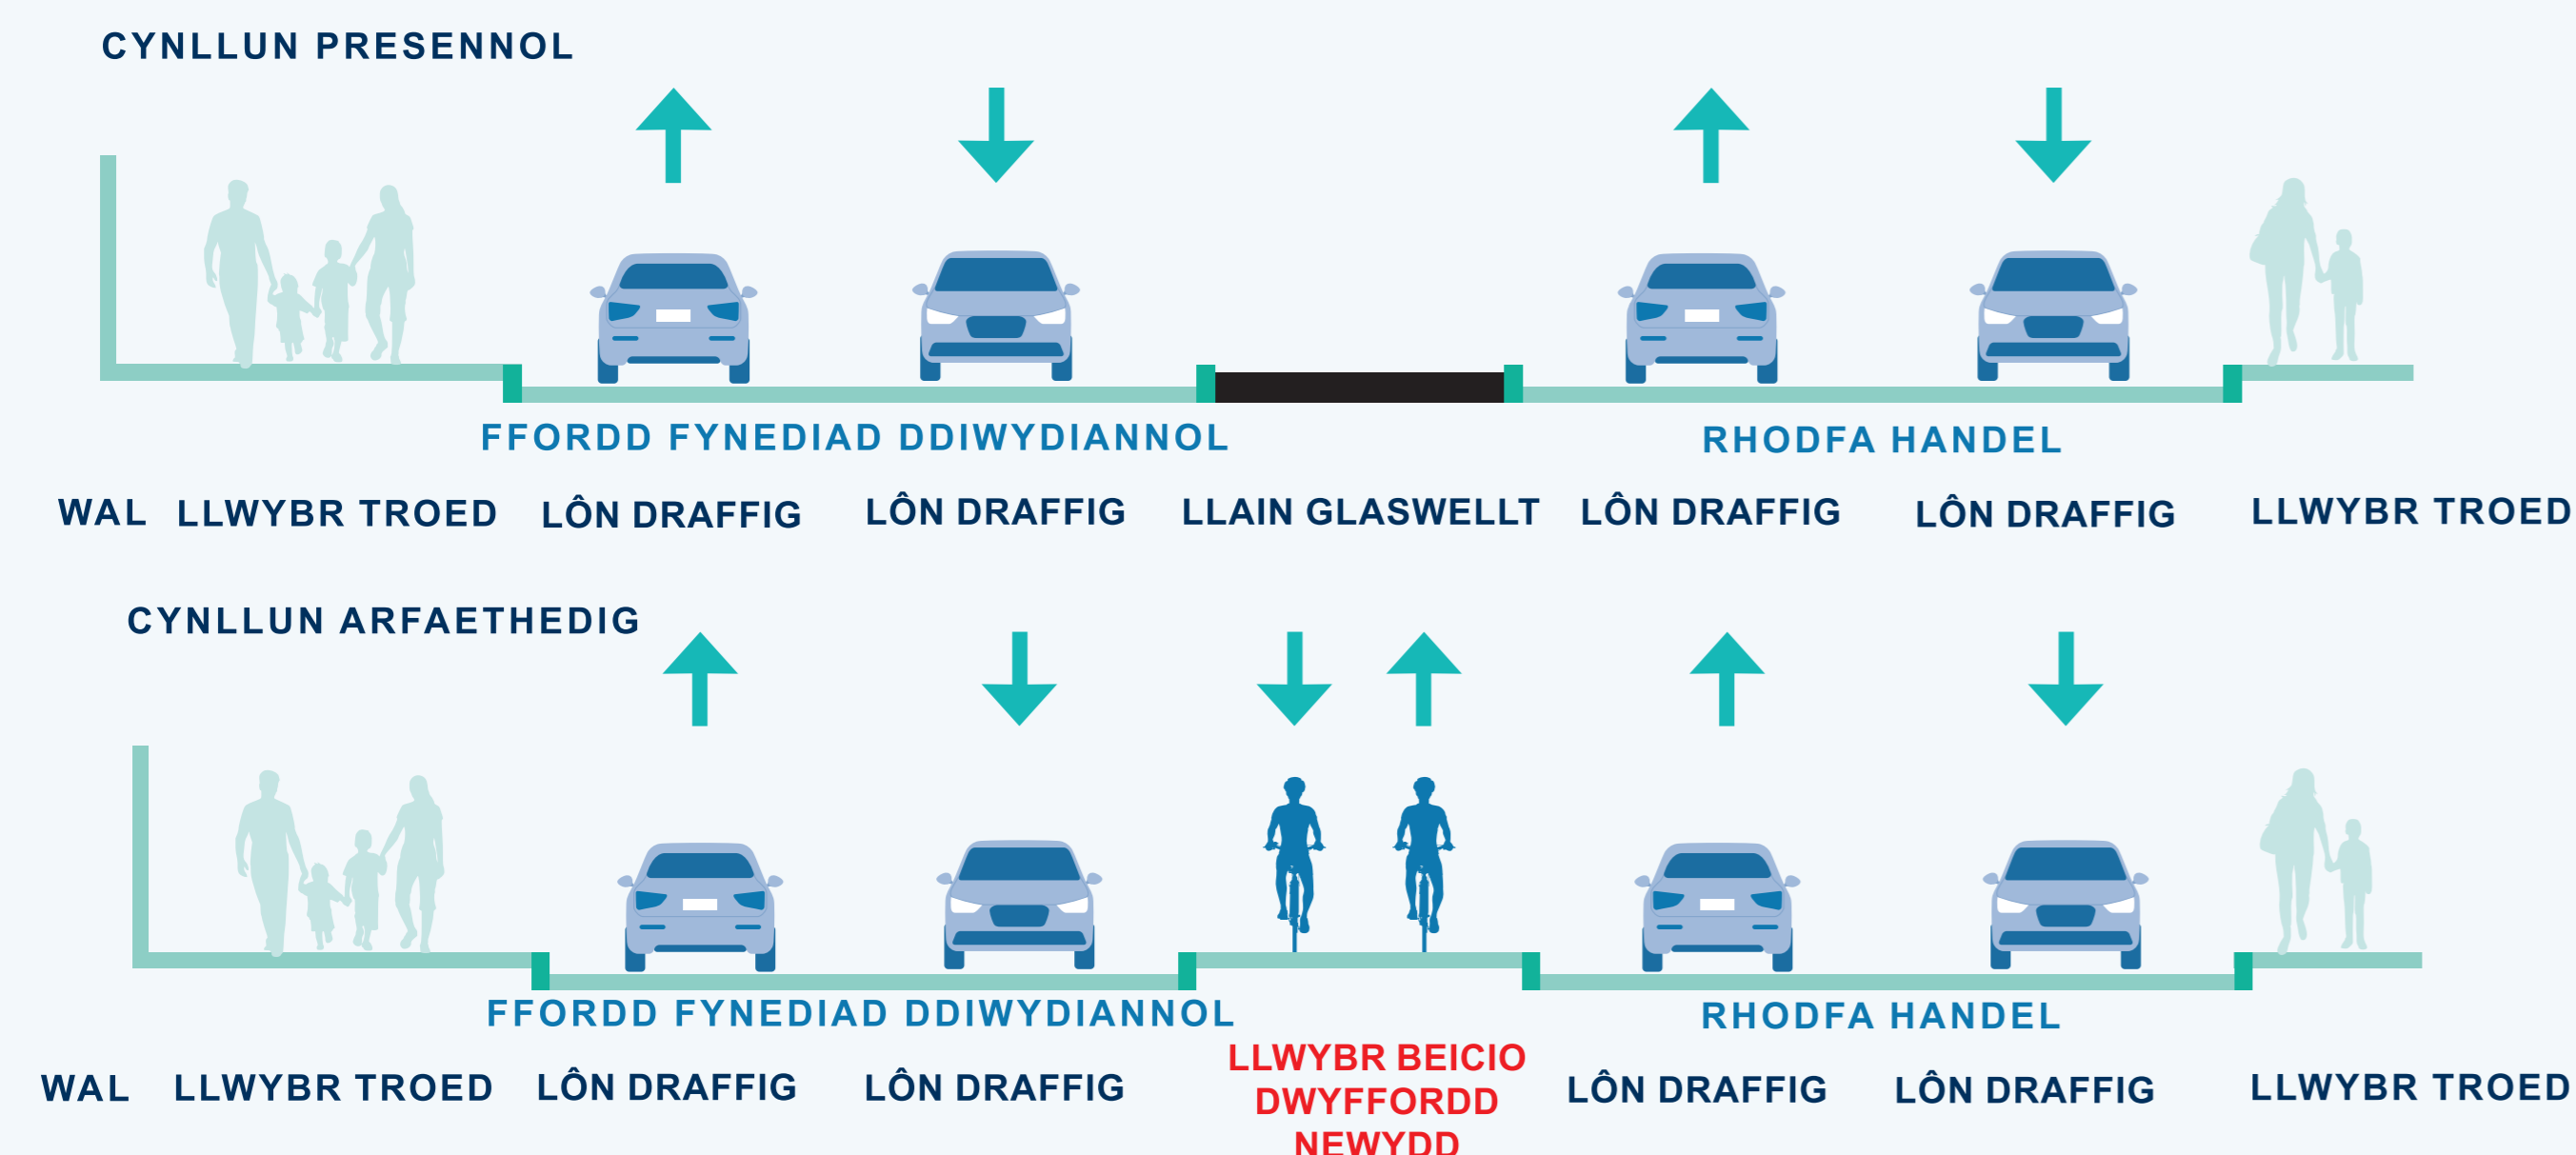 CYNLLUN PRESENNOL
FFORDD FYNEDIAD DDIWYDIANNOL
RHODFA HANDEL
WAL
LLWYBR TROED
LÔN DRAFFIG
LÔN DRAFFIG
LLAIN GLASWELLT
LÔN DRAFFIG
LÔN DRAFFIG
LLWYBR TROED
CYNLLUN ARFAETHEDIG
FFORDD FYNEDIAD DDIWYDIANNOL
RHODFA HANDEL
WAL
LLWYBR TROED
LÔN DRAFFIG
LÔN DRAFFIG
LLWYBR BEICIO
DWYFFORDD
NEWYDD
LÔN DRAFFIG
LÔN DRAFFIG
LLWYBR TROED